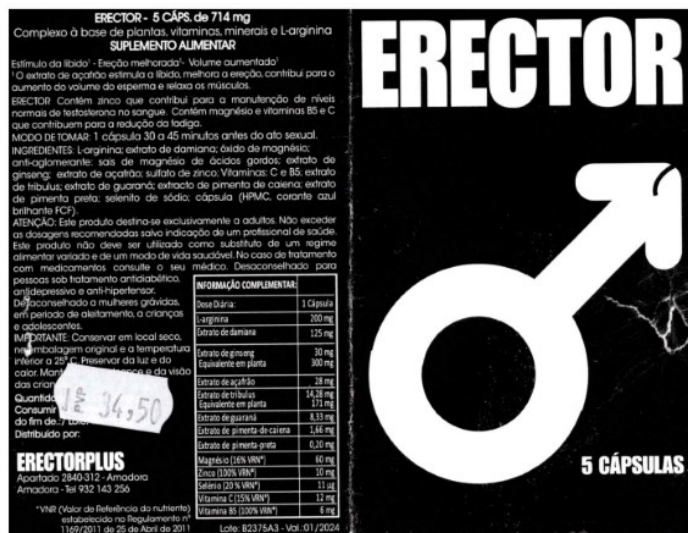 ERECTOR - 5 CÁPS. de 714 mg
Complexo à base de plantas, vitaminas, minerais e L-arginina
SUPLEMENTO ALIMENTAR
Estímulo da libido¹ - Ereção melhorada¹- Volume aumentado¹
¹ O extrato de açafrão estimula a libido, melhora a ereção, contribui para o
aumento do volume do esperma e relaxa os músculos.
ERECTOR Contém zinco que contribui para a manutenção de níveis
normais de testosterona no sangue. Contém magnésio e vitaminas B5 e C
que contribuem para a redução da fadiga.
MODO DE TOMAR: 1 cápsula 30 a 45 minutos antes do ato sexual.
INGREDIENTES: L-arginina; extrato de damiana; óxido de magnésio;
anti-aglomerante: sais de magnésio de ácidos gordos; extrato de
ginseng; extrato de açafrão; sulfato de zinco; Vitaminas: C e B5; extrato
de tribulus; extrato de guaraná; extracto de pimenta de caiena; extrato
de pimenta preta; selenito de sódio; cápsula (HPMC, corante azul
brilhante FCF).
ATENÇÃO: Este produto destina-se exclusivamente a adultos. Não exceder
as dosagens recomendadas salvo indicação de um profissional de saúde.
Este produto não deve ser utilizado como substituto de um regime
alimentar variado e de um modo de vida saudável. No caso de tratamento
com medicamentos consulte o seu médico. Desaconselhado para
pessoas sob tratamento antidiabético,
antidepressivo e anti-hipertensor.
Desaconselhado a mulheres grávidas,
em período de aleitamento, a crianças
e adolescentes.
IMPORTANTE: Conservar em local seco,
na embalagem original e a temperatura
inferior a 25° C. Preservar da luz e do
calor. Mant e da visão
das crian
Quantida
Consumir
do fim de.:/
Distribuído por:
PVP 34,50
ERECTORPLUS
Apartado 2840-312 - Amadora
Amadora - Tel 932 143 256
*VNR (Valor de Referência do nutriente)
estabelecido no Regulamento nº
1169/2011 de 25 de Abril de 2011
INFORMAÇÃO COMPLEMENTAR:
Dose Diária: 1 Cápsula
L-arginina 200 mg
Extrato de damiana 125 mg
Extrato de ginseng 30 mg
Equivalente em planta 300 mg
Extrato de açafrão 28 mg
Extrato de tribulus 14,28 mg
Equivalente em planta 171 mg
Extrato de guaraná 8,33 mg
Extrato de pimenta-de-caiena 1,66 mg
Extrato de pimenta-preta 0,20 mg
Magnésio (16% VRN*) 60 mg
Zinco (100% VRN*) 10 mg
Selénio (20 % VRN*) 11 µg
Vitamina C (15% VRN*) 12 mg
Vitamina B5 (100% VRN*) 6 mg
Lote: B2375A3 - Val.:01/2024
ERECTOR
5 CÁPSULAS